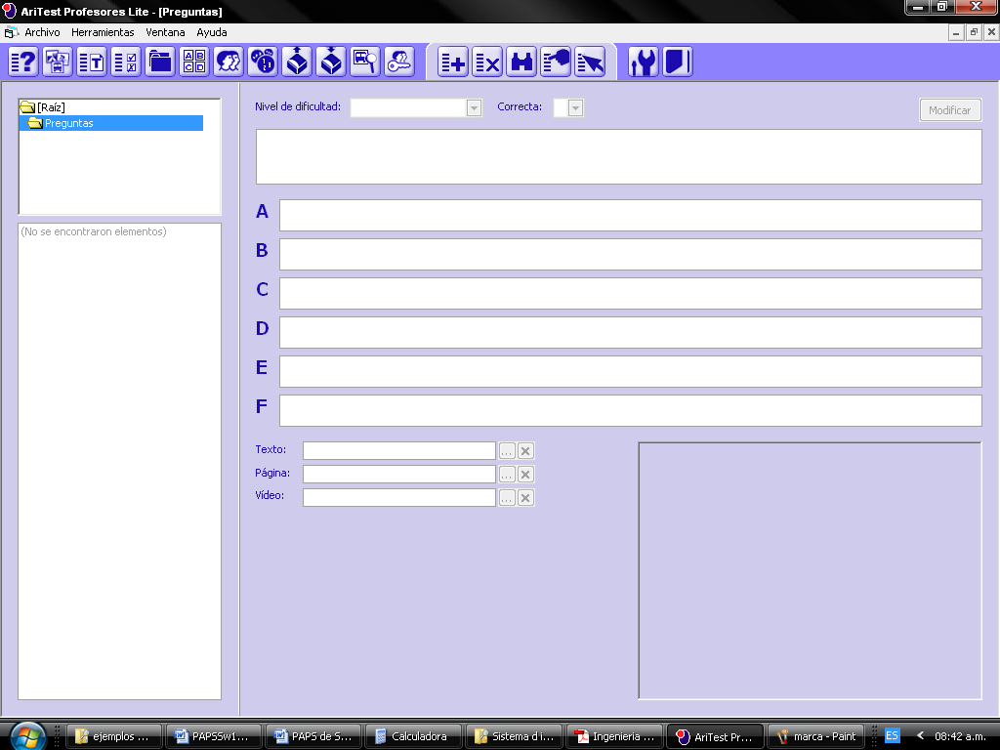 AriTest Profesores Lite - [Preguntas]
Archivo Herramientas Ventana Ayuda
[Raíz]
Preguntas
(No se encontraron elementos)
Nivel de dificultad: Correcta: Modificar
A
B
C
D
E
F
Texto: ...
Página: ...
Vídeo: ...
ejemplos ... PAPSSw1... PAPS de S... Calculadora Sistema d i... Ingenieria ... AriTest Pr... marca - Paint ES 08:42 a.m.